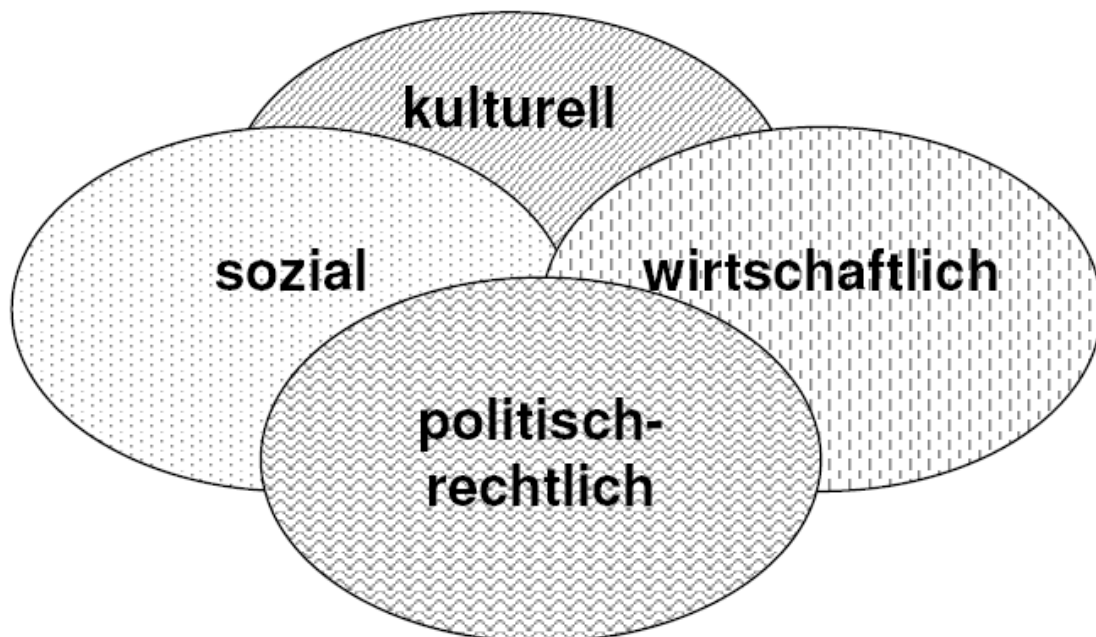 kulturell
sozial
wirtschaftlich
politisch-
rechtlich